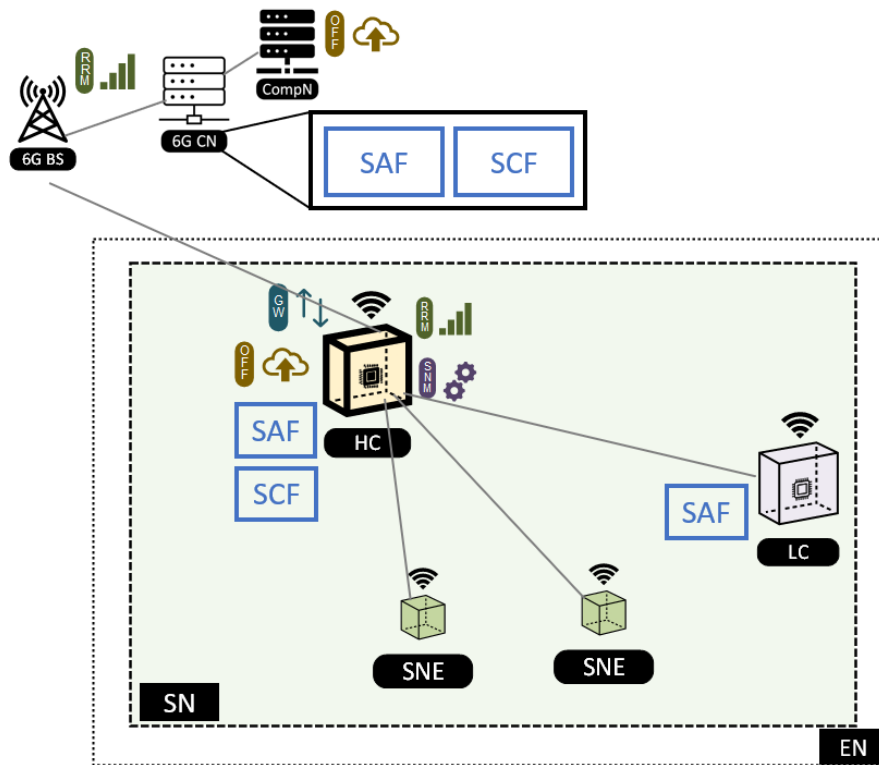 OFF
RRM
CompN
6G CN
6G BS
SAF
SCF
GW
RRM
OFF
SNM
SAF
HC
SCF
SAF
LC
SNE
SNE
SN
EN